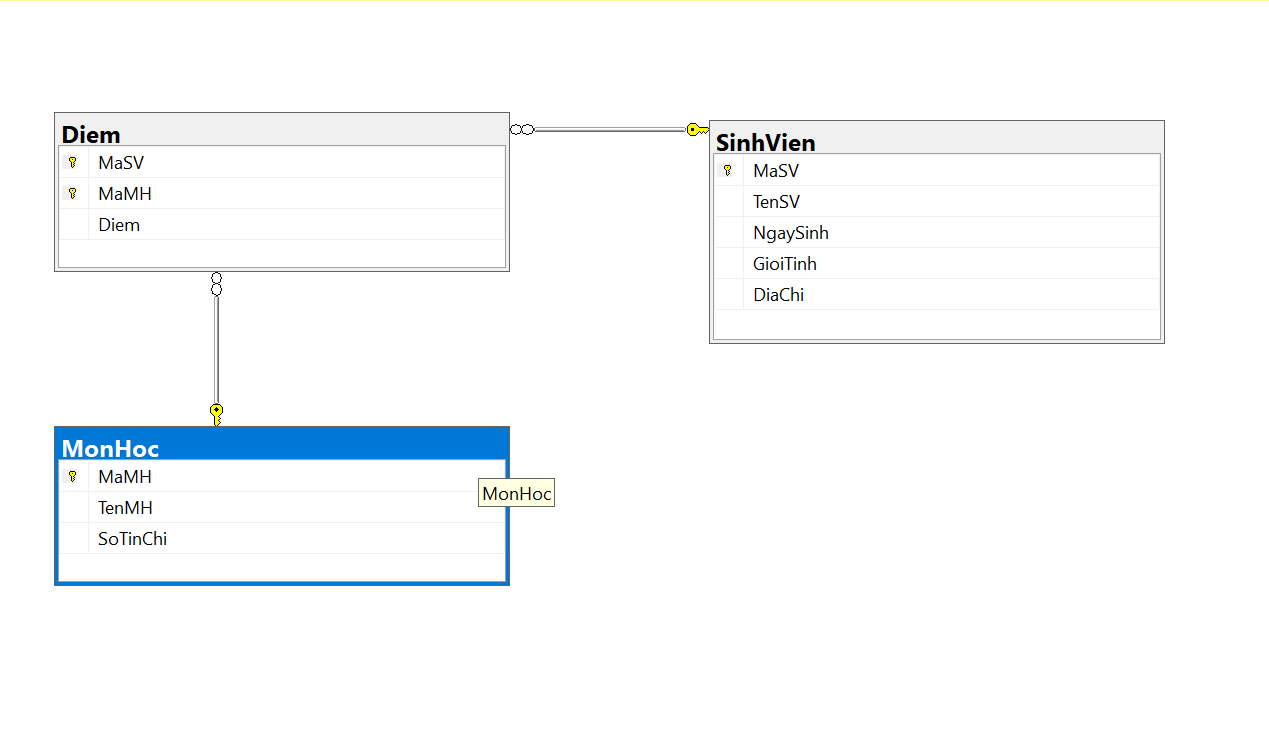 Diem
MaSV
MaMH
Diem
SinhVien
MaSV
TenSV
NgaySinh
GioiTinh
DiaChi
MonHoc
MaMH
TenMH
SoTinChi
MonHoc